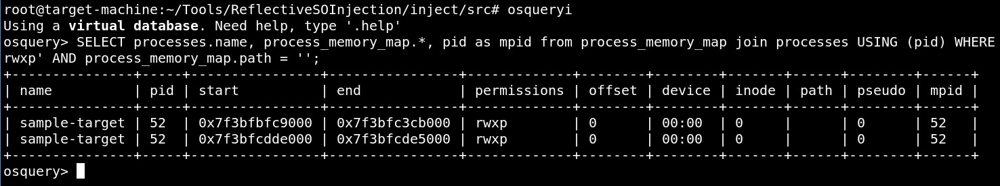 root@target-machine:~/Tools/ReflectiveSOInjection/inject/src# osqueryi
Using a virtual database. Need help, type '.help'
osquery> SELECT processes.name, process_memory_map.*, pid as mpid from process_memory_map join processes USING (pid) WHERE
rwxp' AND process_memory_map.path = '';
+---------------+-----+----------------+----------------+-------------+--------+--------+-------+------+--------+------+
| name          | pid | start          | end            | permissions | offset | device | inode | path | pseudo | mpid |
+---------------+-----+----------------+----------------+-------------+--------+--------+-------+------+--------+------+
| sample-target | 52  | 0x7f3bfbfc9000 | 0x7f3bfc3cb000 | rwxp        | 0      | 00:00  | 0     |      | 0      | 52   |
| sample-target | 52  | 0x7f3bfcdde000 | 0x7f3bfcde5000 | rwxp        | 0      | 00:00  | 0     |      | 0      | 52   |
+---------------+-----+----------------+----------------+-------------+--------+--------+-------+------+--------+------+
osquery>